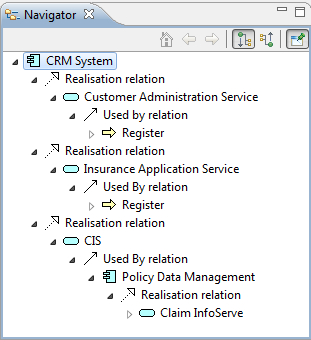 Navigator
CRM System
Realisation relation
Customer Administration Service
Used by relation
Register
Realisation relation
Insurance Application Service
Used By relation
Register
Realisation relation
CIS
Used By relation
Policy Data Management
Realisation relation
Claim InfoServe